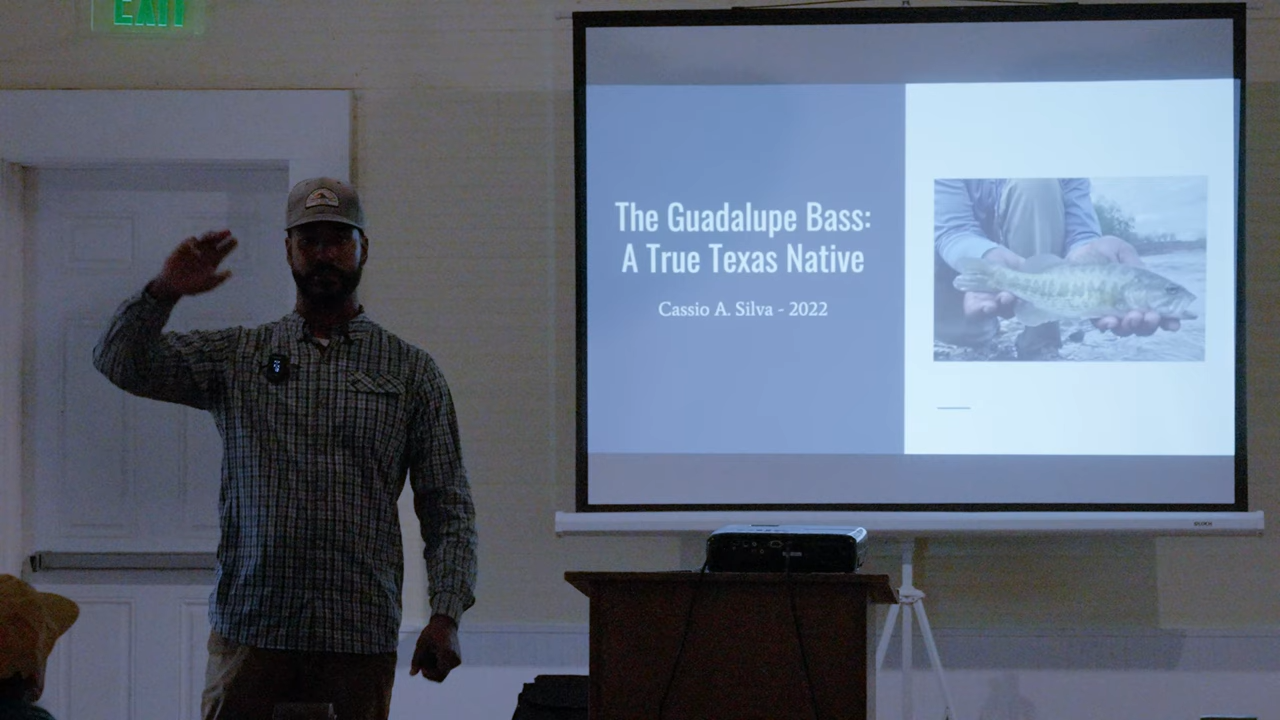 EXIT
The Guadalupe Bass:
A True Texas Native
Cassio A. Silva - 2022